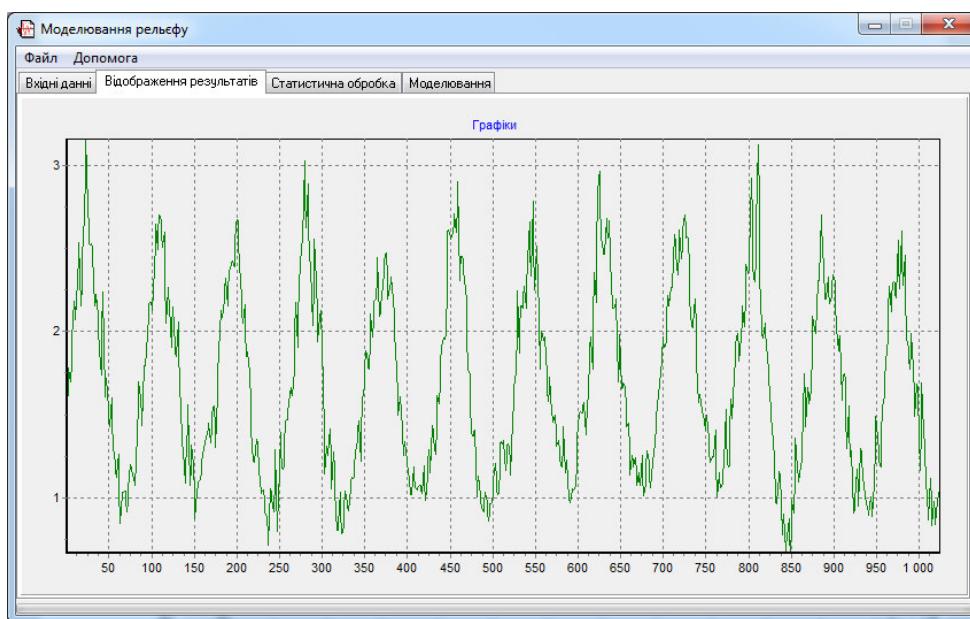 Моделювання рельєфу
Файл Допомога
Вхідні данні Відображення результатів Статистична обробка Моделювання
Графіки
3
2
1
50 100 150 200 250 300 350 400 450 500 550 600 650 700 750 800 850 900 950 1 000